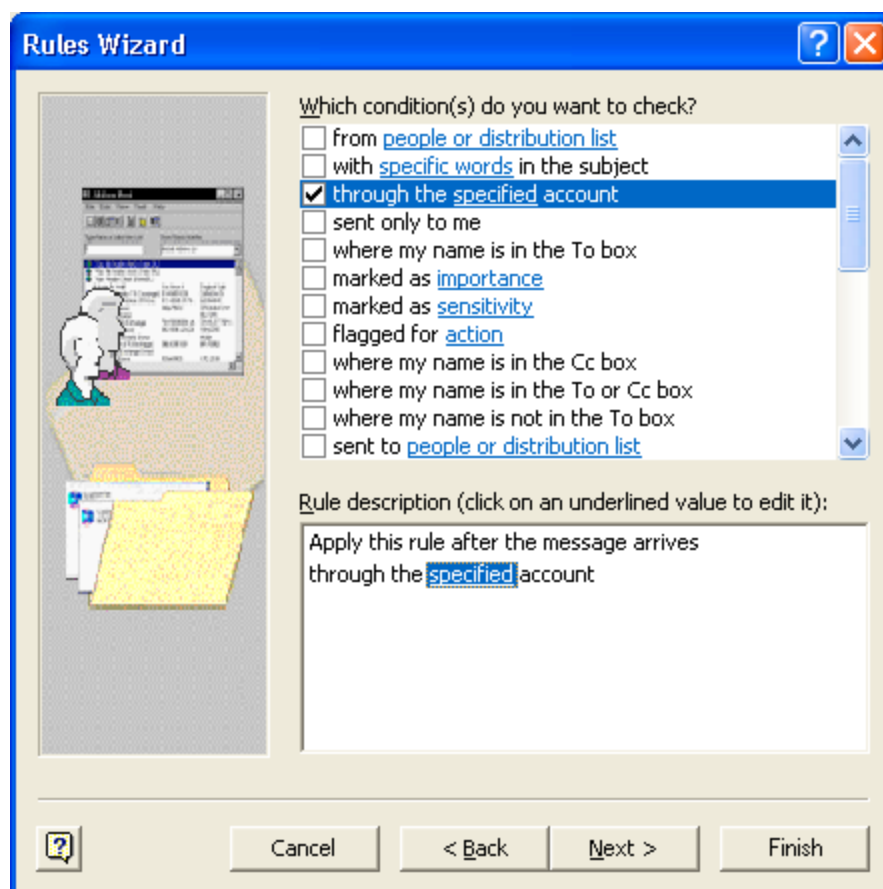 Rules Wizard
Which condition(s) do you want to check?
from people or distribution list
with specific words in the subject
through the specified account
sent only to me
where my name is in the To box
marked as importance
marked as sensitivity
flagged for action
where my name is in the Cc box
where my name is in the To or Cc box
where my name is not in the To box
sent to people or distribution list
Rule description (click on an underlined value to edit it):
Apply this rule after the message arrives
through the specified account
Cancel
< Back
Next >
Finish